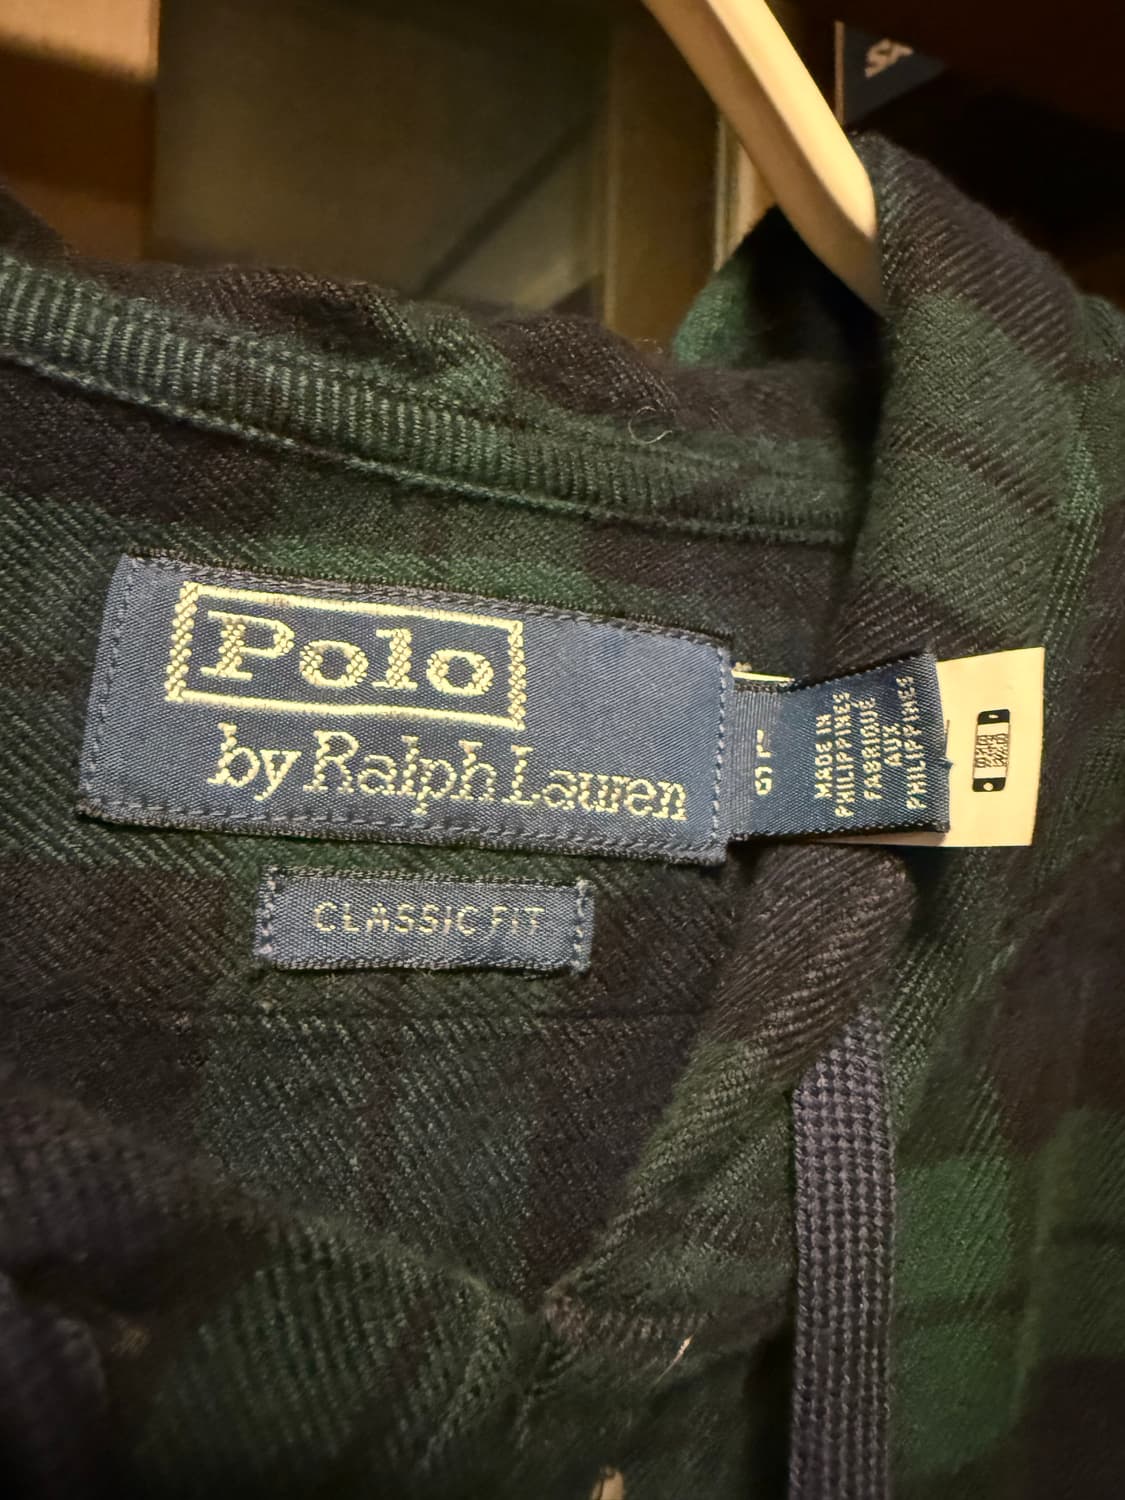 Polo
by Ralph Lauren
CLASSIC FIT
MADE IN
PHILIPPINES
FABRIQUÉ
AUX
PHILIPPINES